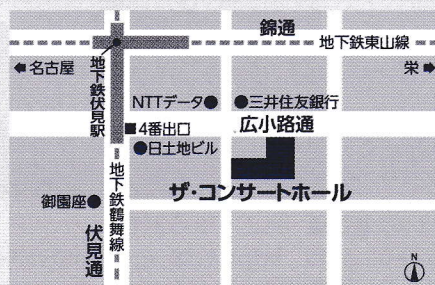 錦通
地下鉄東山線
名古屋
栄
地下鉄伏見駅
NTTデータ
三井住友銀行
4番出口
広小路通
日土地ビル
地下鉄鶴舞線
ザ・コンサートホール
御園座
伏見通
N